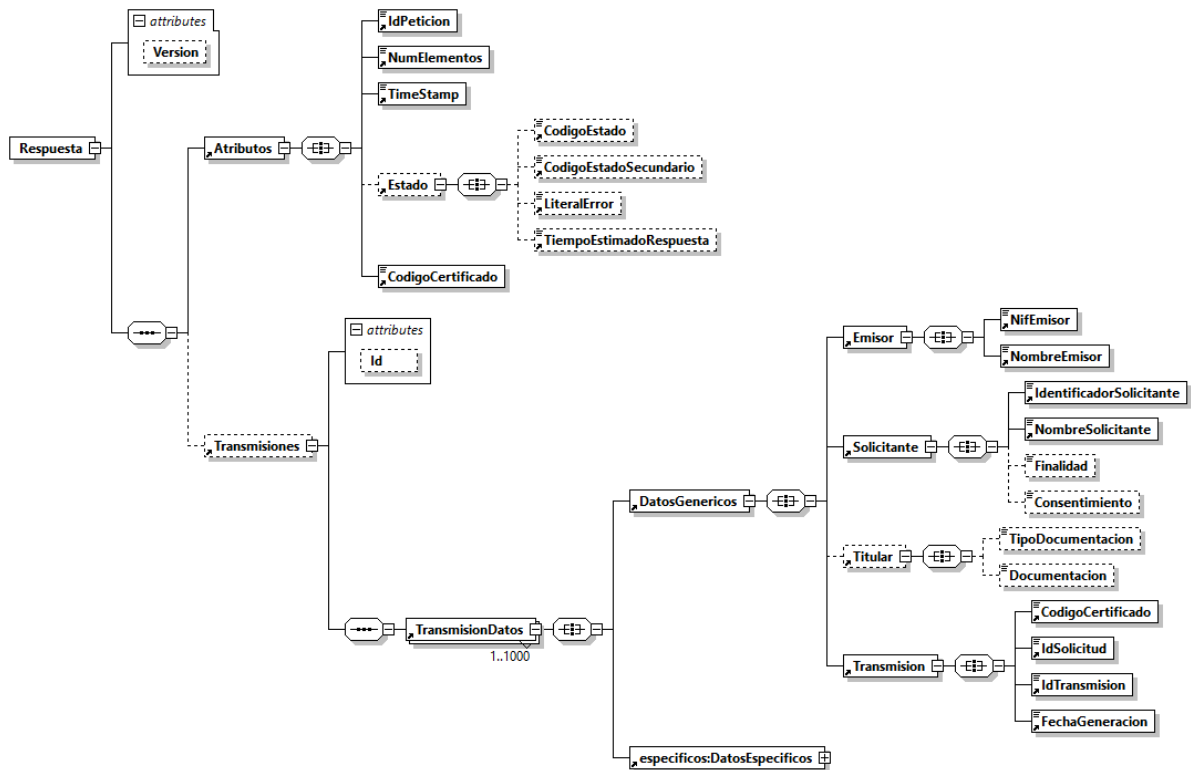 attributes
Version
Respuesta
Atributos
IdPeticion
NumElementos
TimeStamp
Estado
CodigoEstado
CodigoEstadoSecundario
LiteralError
TiempoEstimadoRespuesta
CodigoCertificado
attributes
Id
Transmisiones
TransmisionDatos
1..1000
DatosGenericos
Emisor
NifEmisor
NombreEmisor
Solicitante
IdentificadorSolicitante
NombreSolicitante
Finalidad
Consentimiento
Titular
TipoDocumentacion
Documentacion
Transmision
CodigoCertificado
IdSolicitud
IdTransmision
FechaGeneracion
especificos:DatosEspecificos